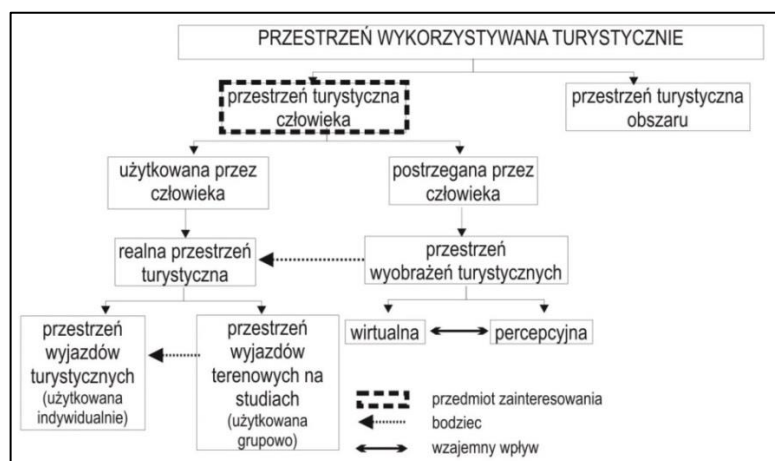 PRZESTRZEŃ WYKORZYSTYWANA TURYSTYCZNIE
przestrzeń turystyczna
człowieka
przestrzeń turystyczna
obszaru
użytkowana przez
człowieka
postrzegana przez
człowieka
realna przestrzeń
turystyczna
przestrzeń
wyobrażeń turystycznych
przestrzeń
wyjazdów
turystycznych
(użytkowana
indywidualnie)
przestrzeń
wyjazdów
terenowych na
studiach
(użytkowana
grupowo)
wirtualna
percepcyjna
przedmiot zainteresowania
bodziec
wzajemny wpływ